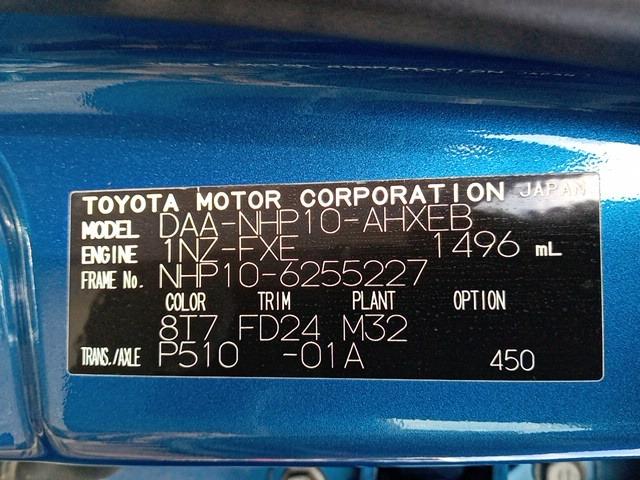 TOYOTA MOTOR CORPORATION JAPAN
MODEL DAA-NHP10-AHXEB
ENGINE 1NZ-FXE 1496 mL
FRAME No. NHP10-6255227
COLOR TRIM PLANT OPTION
8T7 FD24 M32
TRANS./AXLE P510 -01A 450